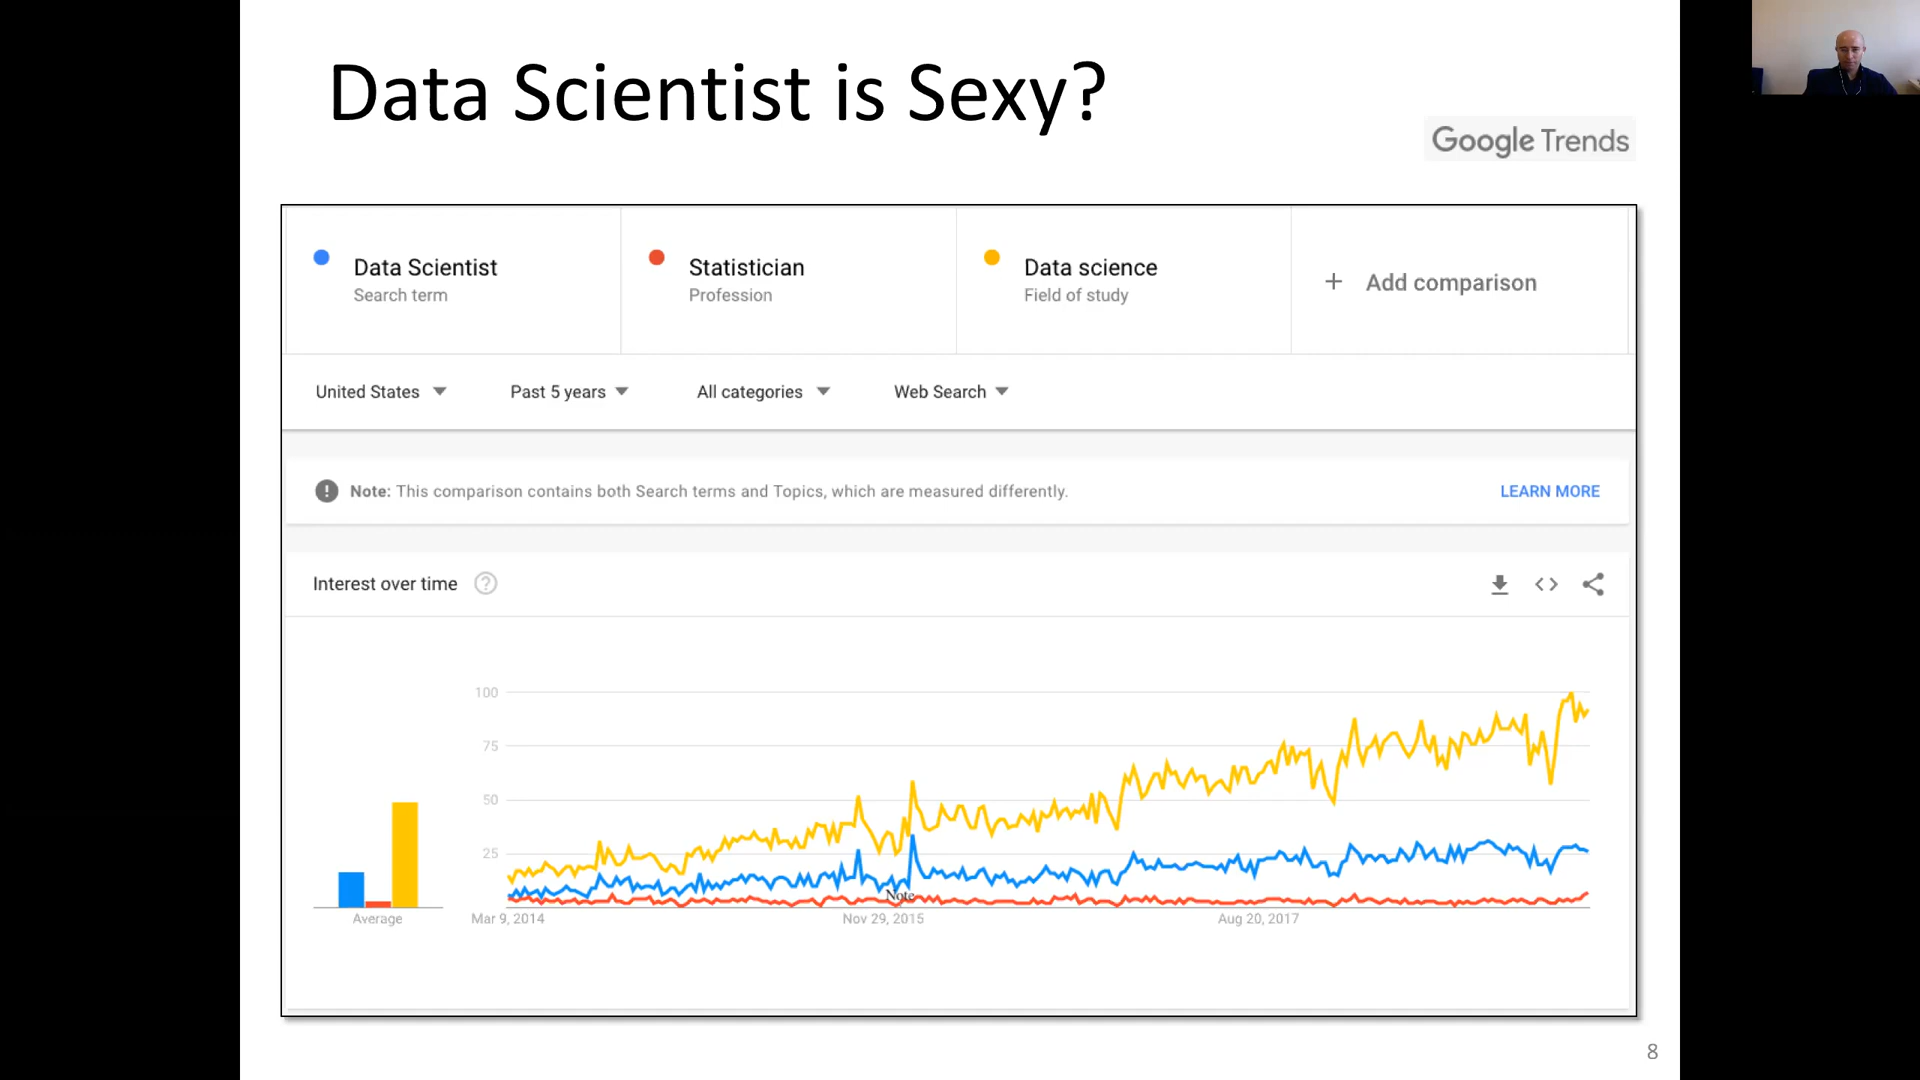 Data Scientist is Sexy?
Google Trends
Data Scientist
Search term
Statistician
Profession
Data science
Field of study
+ Add comparison
United States
Past 5 years
All categories
Web Search
Note: This comparison contains both Search terms and Topics, which are measured differently.
LEARN MORE
Interest over time
100
75
50
25
Note
Average
Mar 9, 2014
Nov 29, 2015
Aug 20, 2017
8